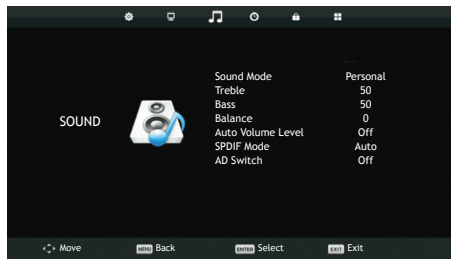 Sound Mode Personal
Treble 50
Bass 50
SOUND
Balance 0
Auto Volume Level Off
SPDIF Mode Auto
AD Switch Off
Move MENU Back ENTER Select EXIT Exit